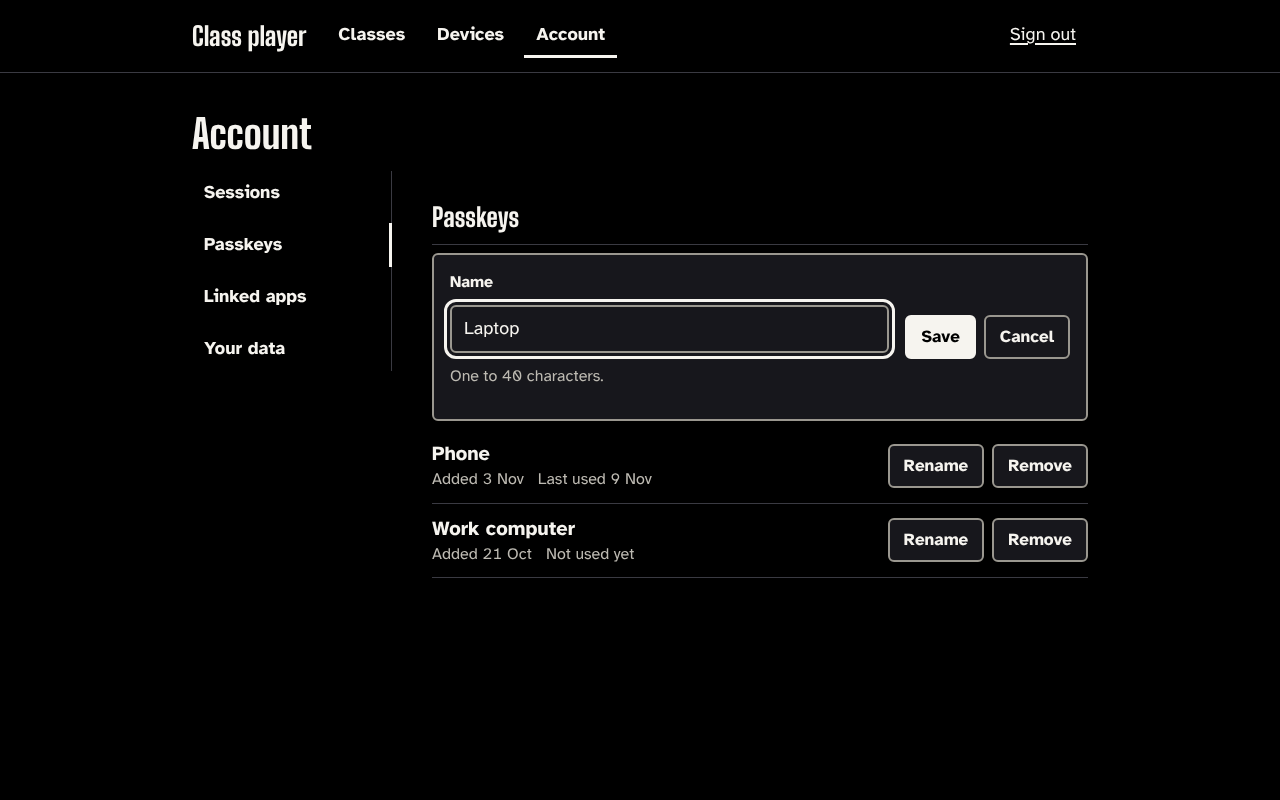 Class player
Classes
Devices
Account
Sign out
Account
Sessions
Passkeys
Linked apps
Your data
Passkeys
Name
Laptop
Save
Cancel
One to 40 characters.
Phone
Added 3 Nov Last used 9 Nov
Rename
Remove
Work computer
Added 21 Oct Not used yet
Rename
Remove